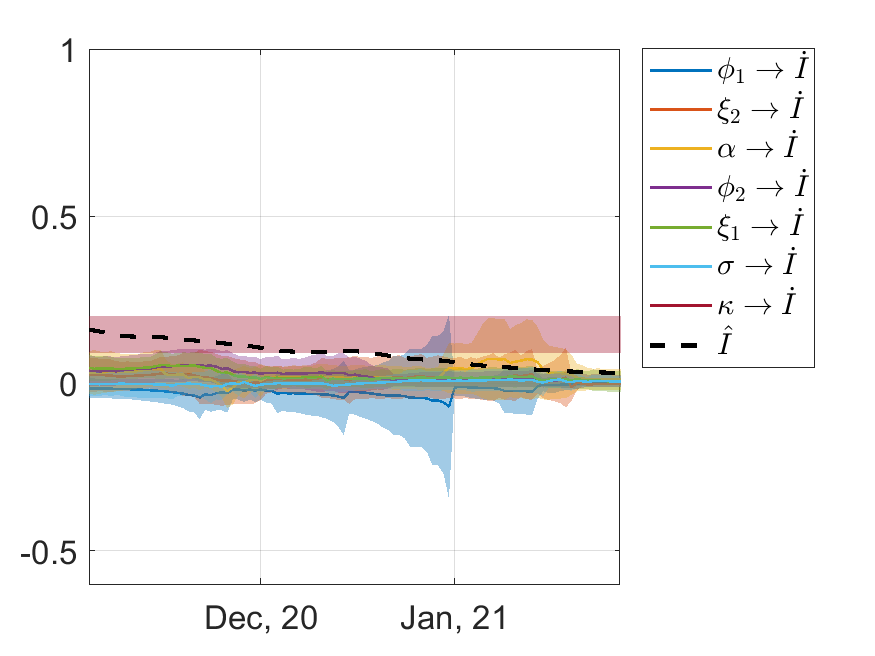 1
0.5
0
-0.5
Dec, 20
Jan, 21
ϕ₁ → İ
ξ₂ → İ
α → İ
ϕ₂ → İ
ξ₁ → İ
σ → İ
κ → İ
Î